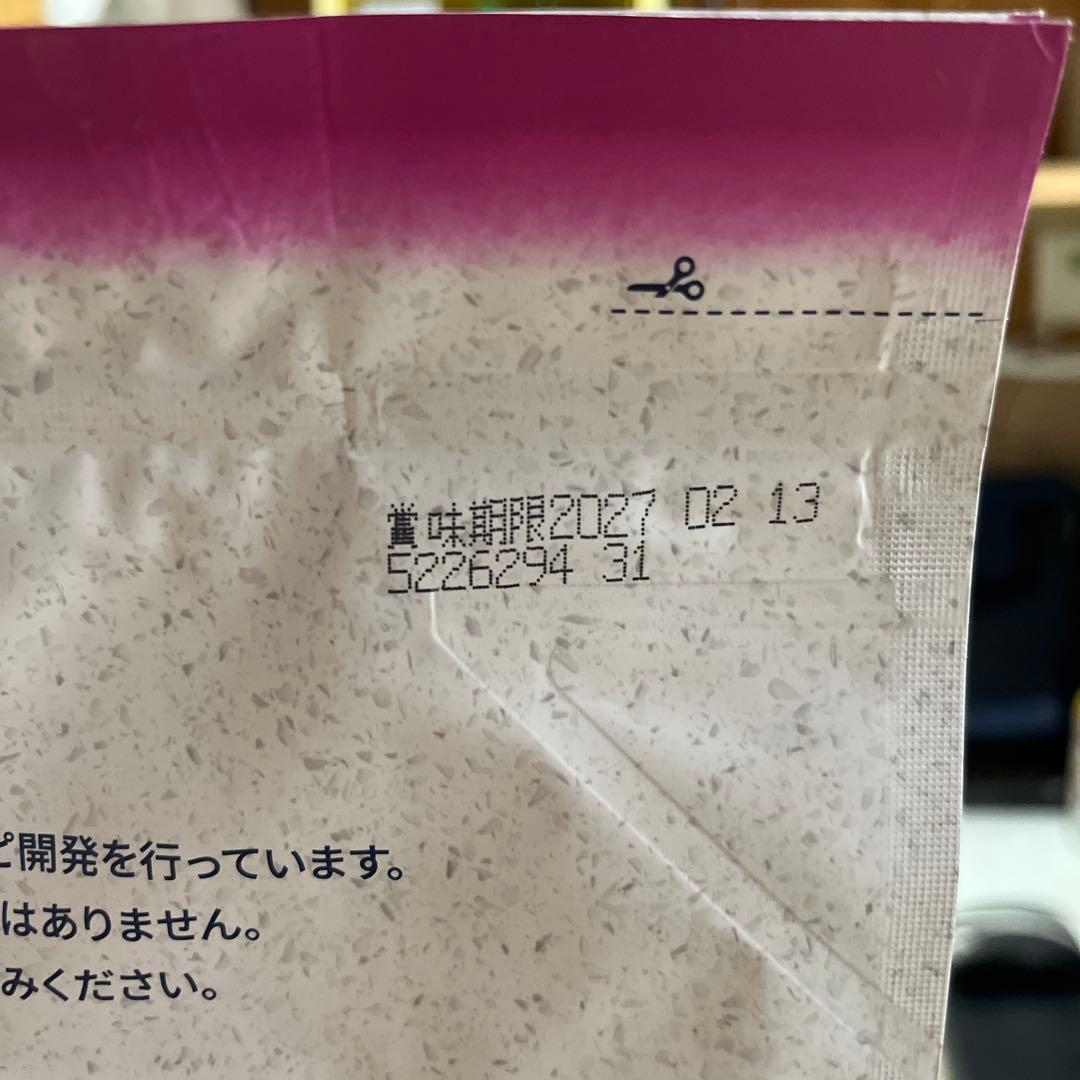 賞味期限2027 02 13
5226294 31
ピ開発を行っています。
はありません。
みください。